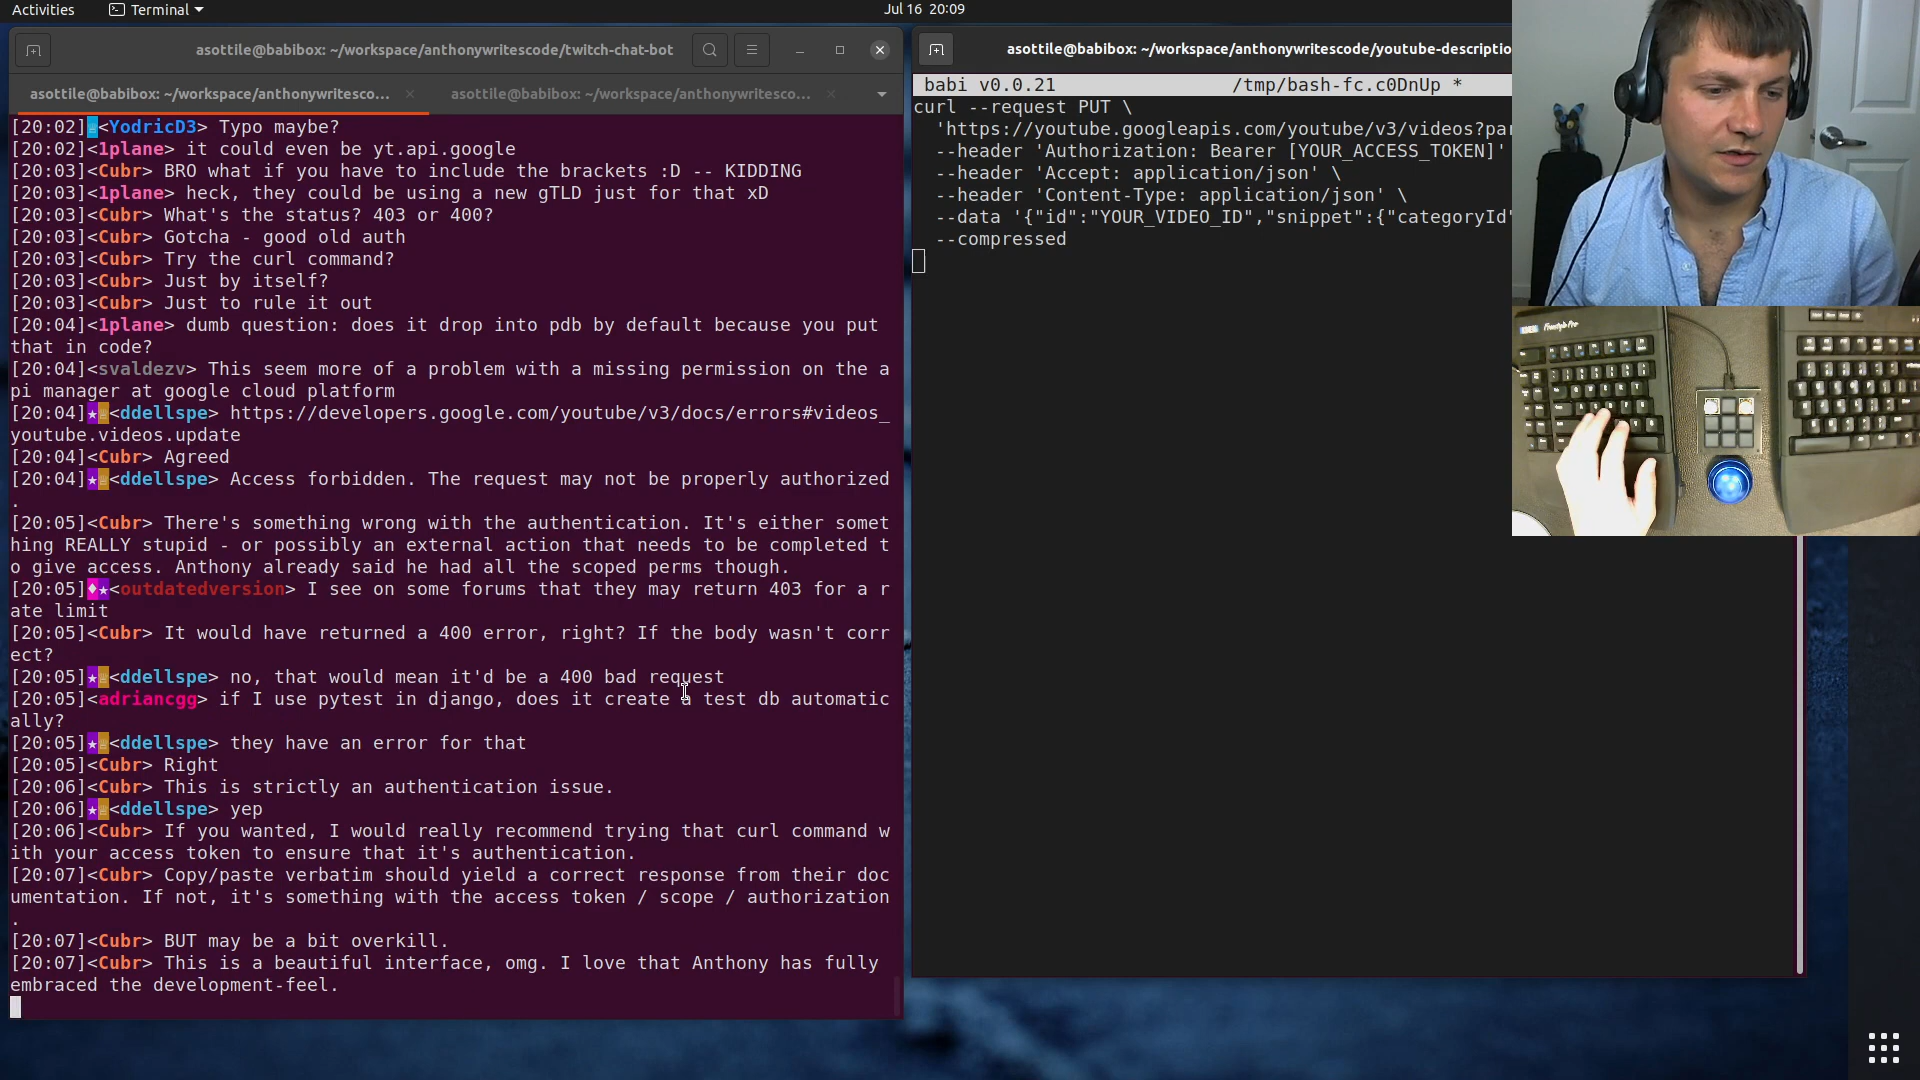 Activities
Terminal
Jul 16  20:09
asottile@babibox: ~/workspace/anthonywritescode/twitch-chat-bot
asottile@babibox: ~/workspace/anthonywritesco...
asottile@babibox: ~/workspace/anthonywritesco...
[20:02]<YodricD3> Typo maybe?
[20:02]<1plane> it could even be yt.api.google
[20:03]<Cubr> BRO what if you have to include the brackets :D -- KIDDING
[20:03]<1plane> heck, they could be using a new gTLD just for that xD
[20:03]<Cubr> What's the status? 403 or 400?
[20:03]<Cubr> Gotcha - good old auth
[20:03]<Cubr> Try the curl command?
[20:03]<Cubr> Just by itself?
[20:03]<Cubr> Just to rule it out
[20:04]<1plane> dumb question: does it drop into pdb by default because you put
that in code?
[20:04]<svaldezv> This seem more of a problem with a missing permission on the a
pi manager at google cloud platform
[20:04]★<ddellspe> https://developers.google.com/youtube/v3/docs/errors#videos_
youtube.videos.update
[20:04]<Cubr> Agreed
[20:04]★<ddellspe> Access forbidden. The request may not be properly authorized
.
[20:05]<Cubr> There's something wrong with the authentication. It's either somet
hing REALLY stupid - or possibly an external action that needs to be completed t
o give access. Anthony already said he had all the scoped perms though.
[20:05]♦★<outdatedversion> I see on some forums that they may return 403 for a r
ate limit
[20:05]<Cubr> It would have returned a 400 error, right? If the body wasn't corr
ect?
[20:05]★<ddellspe> no, that would mean it'd be a 400 bad request
[20:05]<adriancgg> if I use pytest in django, does it create a test db automatic
ally?
[20:05]★<ddellspe> they have an error for that
[20:05]<Cubr> Right
[20:06]<Cubr> This is strictly an authentication issue.
[20:06]★<ddellspe> yep
[20:06]<Cubr> If you wanted, I would really recommend trying that curl command w
ith your access token to ensure that it's authentication.
[20:07]<Cubr> Copy/paste verbatim should yield a correct response from their doc
umentation. If not, it's something with the access token / scope / authorization
.
[20:07]<Cubr> BUT may be a bit overkill.
[20:07]<Cubr> This is a beautiful interface, omg. I love that Anthony has fully
embraced the development-feel.
asottile@babibox: ~/workspace/anthonywritescode/youtube-descriptio
babi v0.0.21 /tmp/bash-fc.c0DnUp *
curl --request PUT \
'https://youtube.googleapis.com/youtube/v3/videos?par
--header 'Authorization: Bearer [YOUR_ACCESS_TOKEN]'
--header 'Accept: application/json' \
--header 'Content-Type: application/json' \
--data '{"id":"YOUR_VIDEO_ID","snippet":{"categoryId"
--compressed
Freestyle Pro